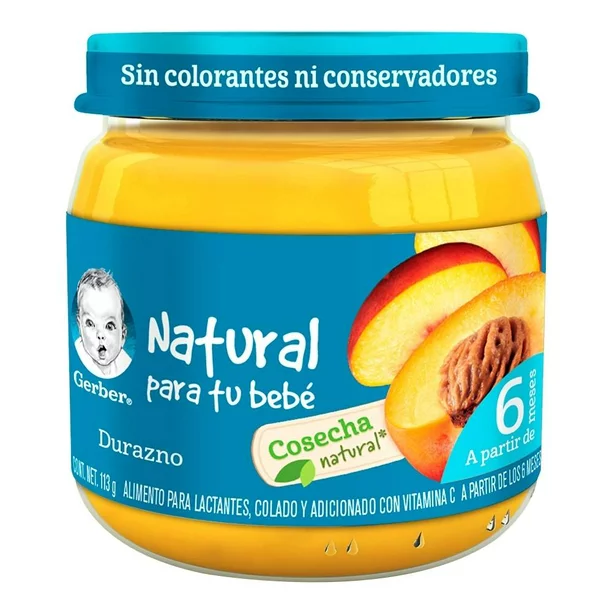 Sin colorantes ni conservadores
Gerber®
Natural
para tu bebé
Durazno
Cosecha
natural*
6
meses
A partir de
CONT. NET. 113 g ALIMENTO PARA LACTANTES, COLADO Y ADICIONADO CON VITAMINA C A PARTIR DE LOS 6 MESES